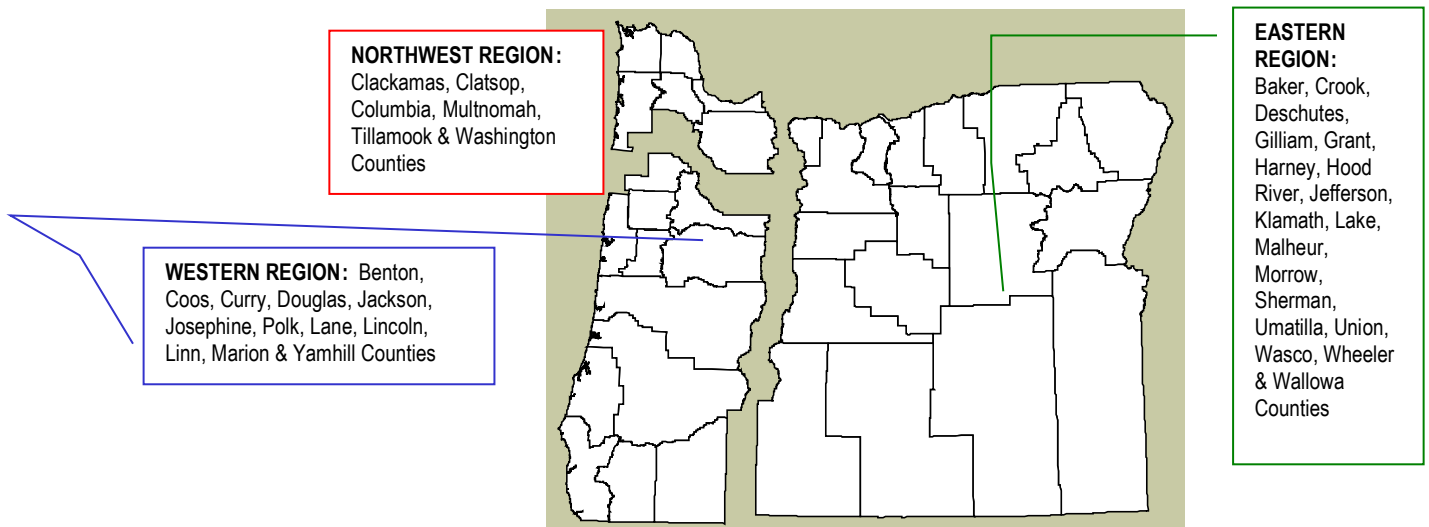 NORTHWEST REGION:
Clackamas, Clatsop,
Columbia, Multnomah,
Tillamook & Washington
Counties
WESTERN REGION: Benton,
Coos, Curry, Douglas, Jackson,
Josephine, Polk, Lane, Lincoln,
Linn, Marion & Yamhill Counties
EASTERN
REGION:
Baker, Crook,
Deschutes,
Gilliam, Grant,
Harney, Hood
River, Jefferson,
Klamath, Lake,
Malheur,
Morrow,
Sherman,
Umatilla, Union,
Wasco, Wheeler
& Wallowa
Counties